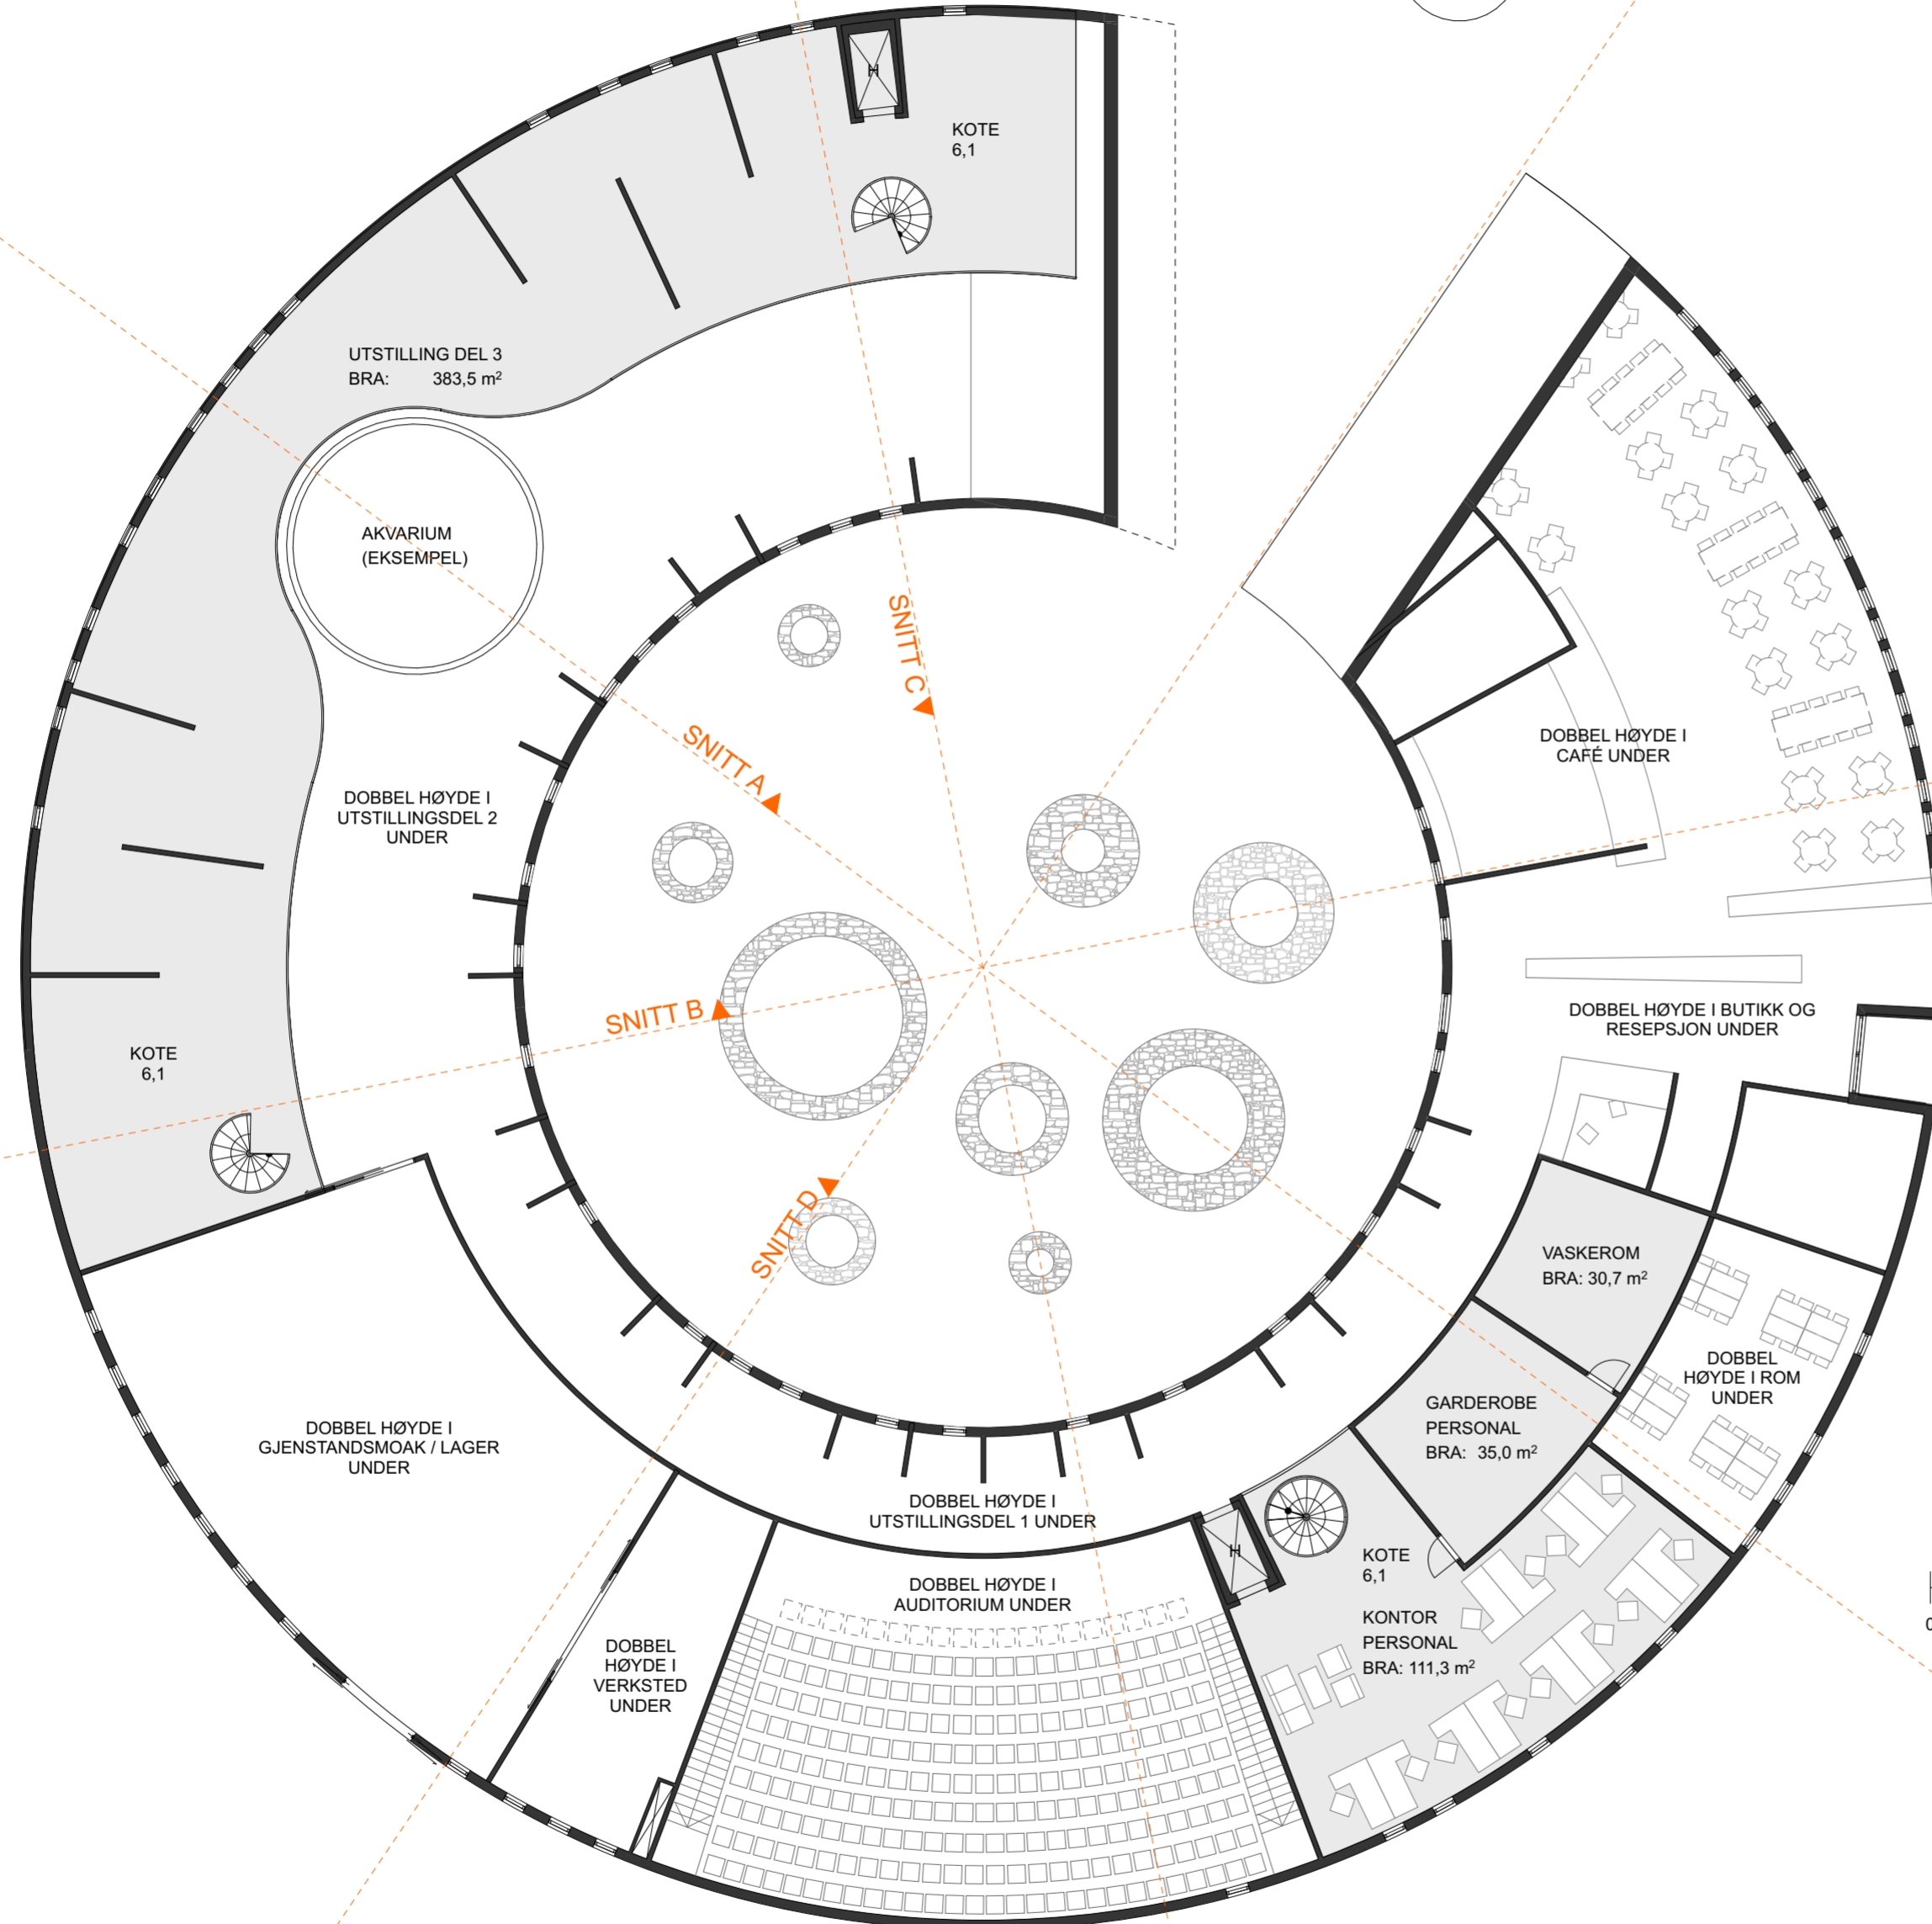 H
KOTE
6,1
UTSTILLING DEL 3
BRA: 383,5 m²
AKVARIUM
(EKSEMPEL)
SNITT C
SNITT A
DOBBEL HØYDE I
CAFÉ UNDER
DOBBEL HØYDE I
UTSTILLINGSDEL 2
UNDER
SNITT B
DOBBEL HØYDE I BUTIKK OG
RESEPSJON UNDER
KOTE
6,1
SNITT D
VASKEROM
BRA: 30,7 m²
DOBBEL
HØYDE I ROM
UNDER
GARDEROBE
PERSONAL
BRA: 35,0 m²
DOBBEL HØYDE I
GJENSTANDSMOAK / LAGER
UNDER
DOBBEL HØYDE I
UTSTILLINGSDEL 1 UNDER
H
KOTE
6,1
DOBBEL HØYDE I
AUDITORIUM UNDER
KONTOR
PERSONAL
BRA: 111,3 m²
DOBBEL
HØYDE I
VERKSTED
UNDER
0